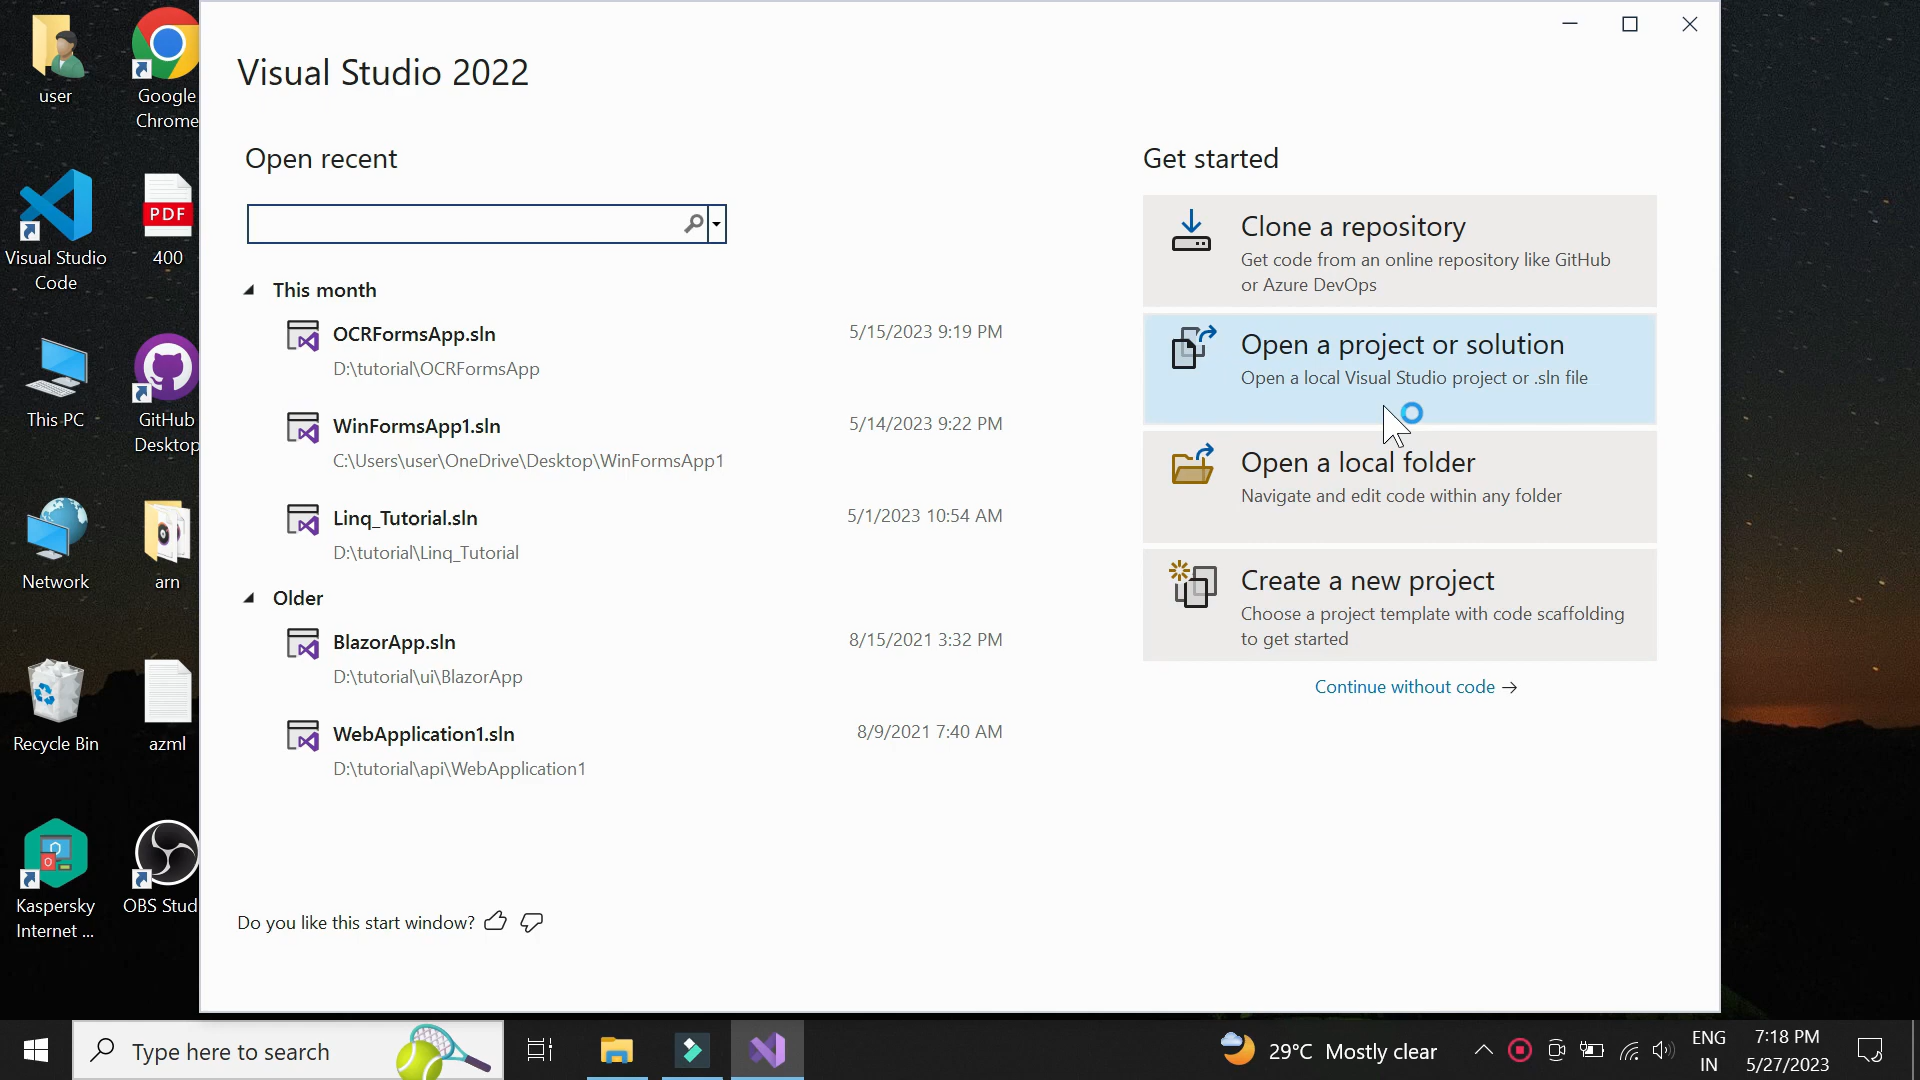 user
Google
Chrome
Visual Studio
Code
PDF
400
This PC
GitHub
Desktop
Network
arn
Recycle Bin
azml
Kaspersky
Internet ...
OBS Stud
Visual Studio 2022
Open recent
This month
OCRFormsApp.sln
5/15/2023 9:19 PM
D:\tutorial\OCRFormsApp
WinFormsApp1.sln
5/14/2023 9:22 PM
C:\Users\user\OneDrive\Desktop\WinFormsApp1
Linq_Tutorial.sln
5/1/2023 10:54 AM
D:\tutorial\Linq_Tutorial
Older
BlazorApp.sln
8/15/2021 3:32 PM
D:\tutorial\ui\BlazorApp
WebApplication1.sln
8/9/2021 7:40 AM
D:\tutorial\api\WebApplication1
Do you like this start window?
Get started
Clone a repository
Get code from an online repository like GitHub
or Azure DevOps
Open a project or solution
Open a local Visual Studio project or .sln file
Open a local folder
Navigate and edit code within any folder
Create a new project
Choose a project template with code scaffolding
to get started
Continue without code →
Type here to search
29°C Mostly clear
ENG
IN
7:18 PM
5/27/2023